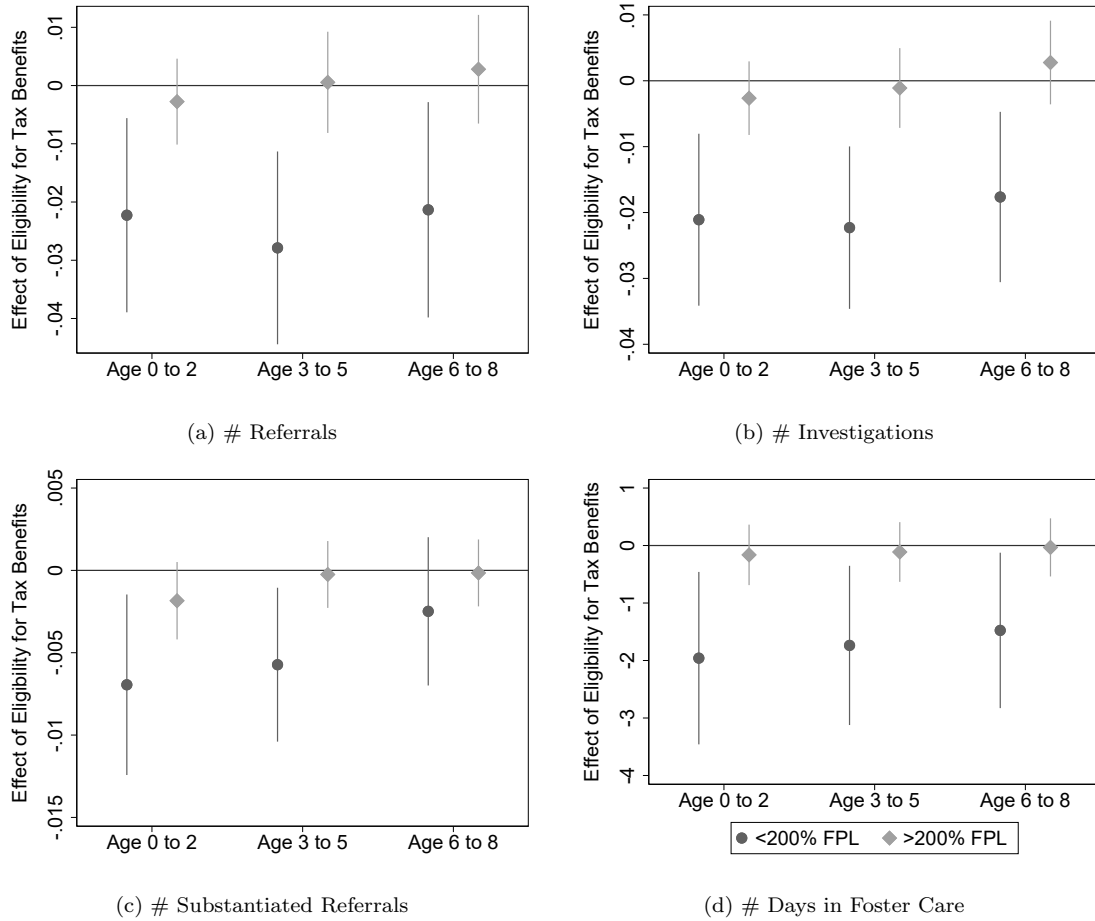 Effect of Eligibility for Tax Benefits
.01
0
-.01
-.02
-.03
-.04
Age 0 to 2 Age 3 to 5 Age 6 to 8
(a) # Referrals
Effect of Eligibility for Tax Benefits
.01
0
-.01
-.02
-.03
-.04
Age 0 to 2 Age 3 to 5 Age 6 to 8
(b) # Investigations
Effect of Eligibility for Tax Benefits
.005
0
-.005
-.01
-.015
Age 0 to 2 Age 3 to 5 Age 6 to 8
(c) # Substantiated Referrals
Effect of Eligibility for Tax Benefits
1
0
-1
-2
-3
-4
Age 0 to 2 Age 3 to 5 Age 6 to 8
<200% FPL >200% FPL
(d) # Days in Foster Care